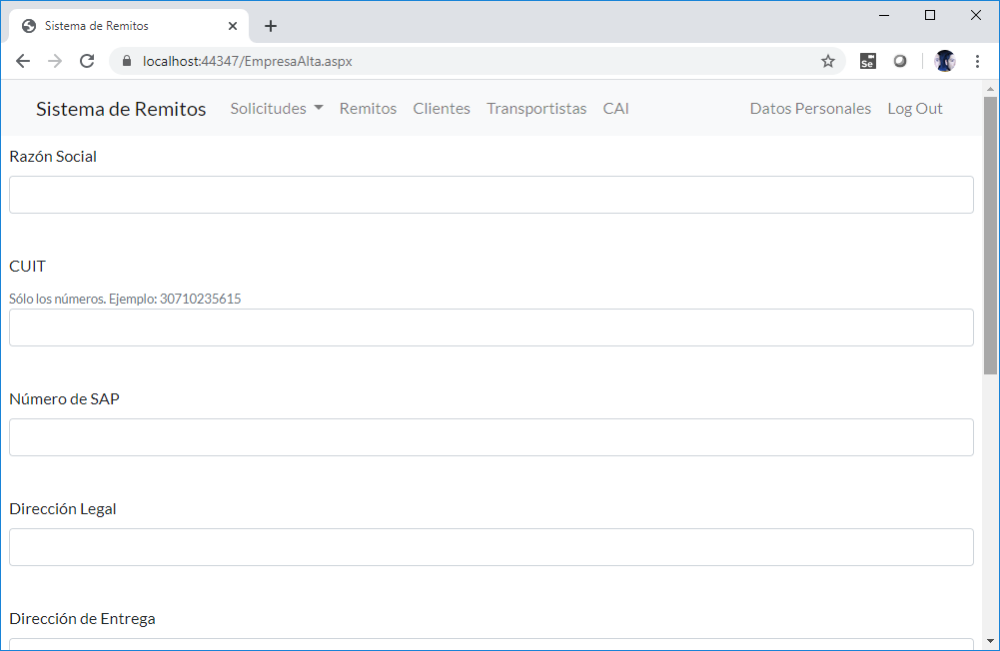 Sistema de Remitos
localhost:44347/EmpresaAlta.aspx
Se
Sistema de Remitos Solicitudes Remitos Clientes Transportistas CAI Datos Personales Log Out
Razón Social
CUIT
Sólo los números. Ejemplo: 30710235615
Número de SAP
Dirección Legal
Dirección de Entrega